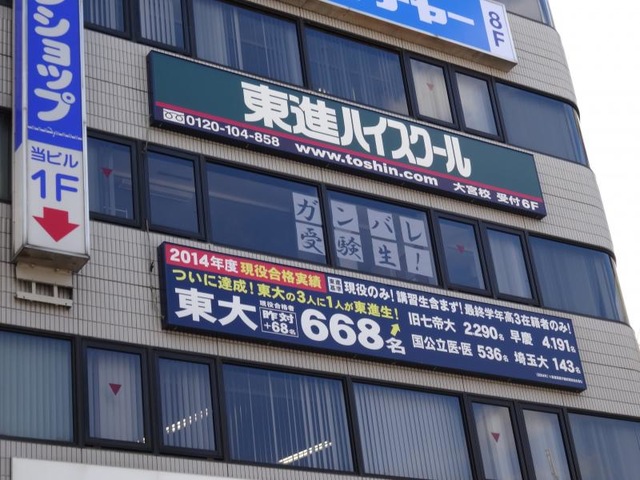 ンショップ
当ビル
1F
8F
東進ハイスクール
0120-104-858
www.toshin.com
大宮校 受付6F
ガンバレ
受験生!
2014年度 現役合格実績
現役のみ!講習生含まず!最終学年高3在籍者のみ!
ついに達成!東大の3人に1人が東進生!
東大
現役合格者
昨対
+68名
668名
旧七帝大 2290名 早慶 4,191名
国公立医・医 536名 埼玉大 143名